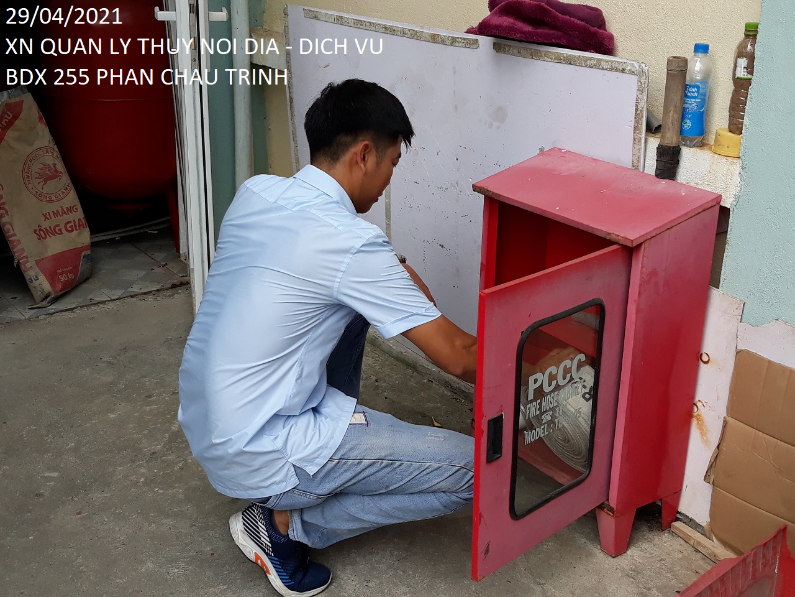 29/04/2021
XN QUAN LY THUY NOI DIA - DICH VU
BDX 255 PHAN CHAU TRINH
XI MĂNG
SÔNG GIANH
PCCC
FIRE HOSE
MODEL: